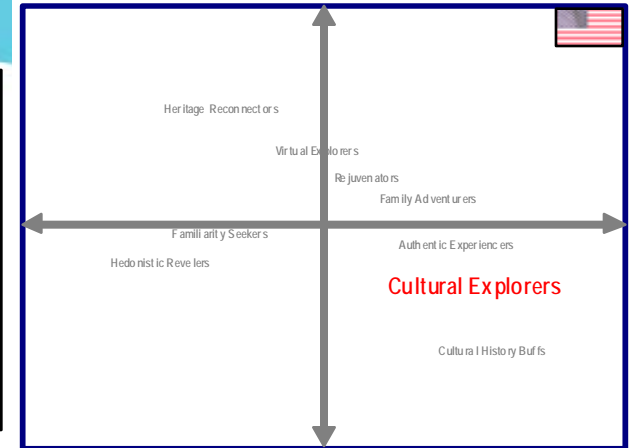 Heritage Reconnectors
Virtual Explorers
Rejuvenators
Family Adventurers
Familiarity Seekers
Authentic Experiencers
Hedonistic Revelers
Cultural Explorers
Cultural History Buffs